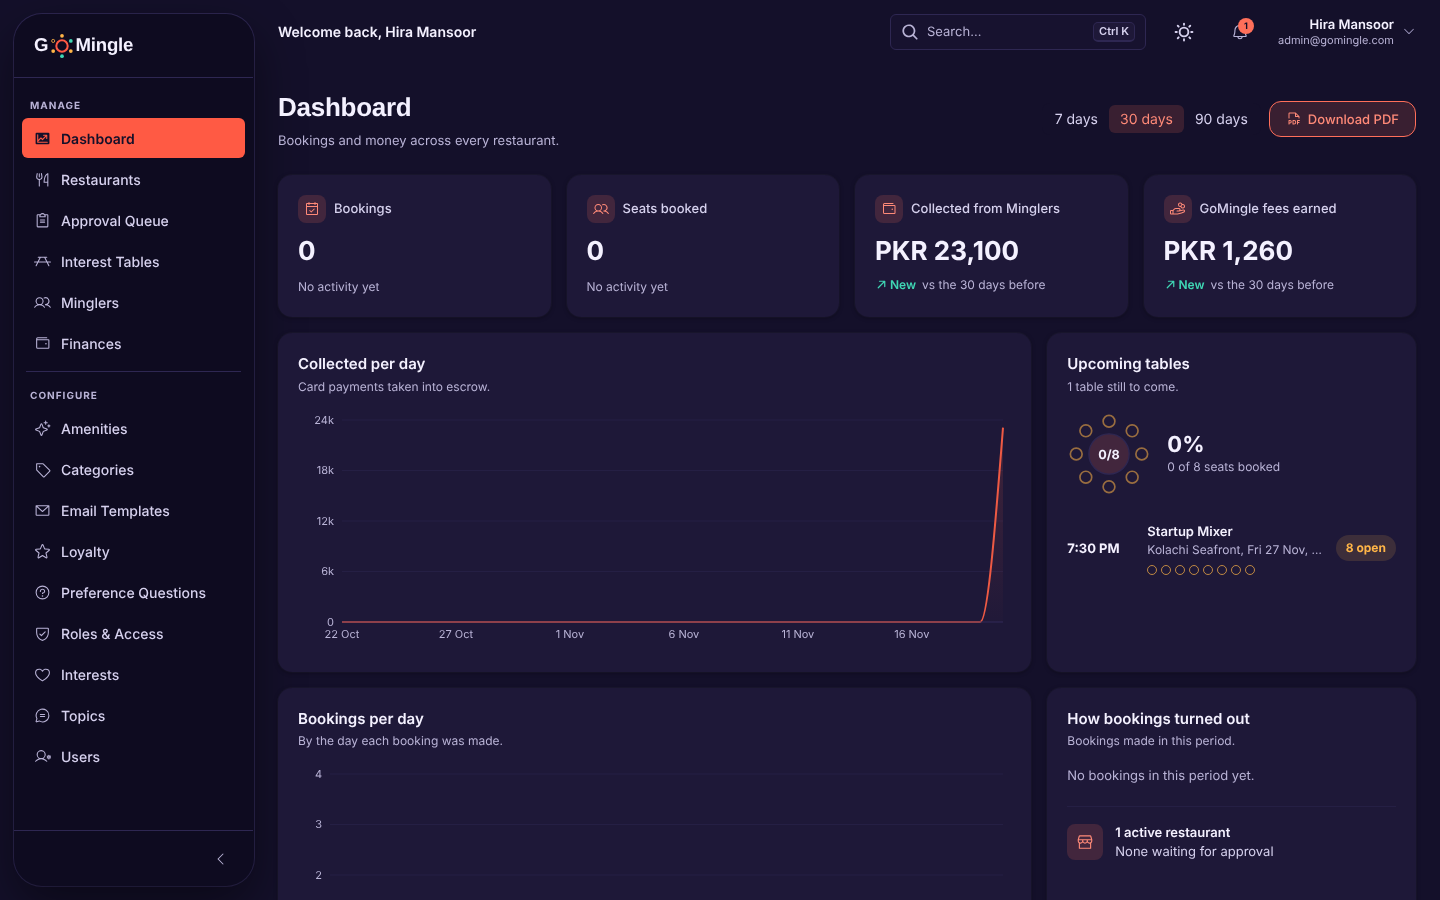 G Mingle
Welcome back, Hira Mansoor
Search...
Ctrl K
1
Hira Mansoor
admin@gomingle.com
MANAGE
Dashboard
Restaurants
Approval Queue
Interest Tables
Minglers
Finances
CONFIGURE
Amenities
Categories
Email Templates
Loyalty
Preference Questions
Roles & Access
Interests
Topics
Users
Dashboard
Bookings and money across every restaurant.
7 days
30 days
90 days
PDF
Download PDF
Bookings
0
No activity yet
Seats booked
0
No activity yet
Collected from Minglers
PKR 23,100
New vs the 30 days before
GoMingle fees earned
PKR 1,260
New vs the 30 days before
Collected per day
Card payments taken into escrow.
24k
18k
12k
6k
0
22 Oct
27 Oct
1 Nov
6 Nov
11 Nov
16 Nov
Upcoming tables
1 table still to come.
0/8
0%
0 of 8 seats booked
7:30 PM
Startup Mixer
Kolachi Seafront, Fri 27 Nov, ...
8 open
Bookings per day
By the day each booking was made.
4
3
2
How bookings turned out
Bookings made in this period.
No bookings in this period yet.
1 active restaurant
None waiting for approval